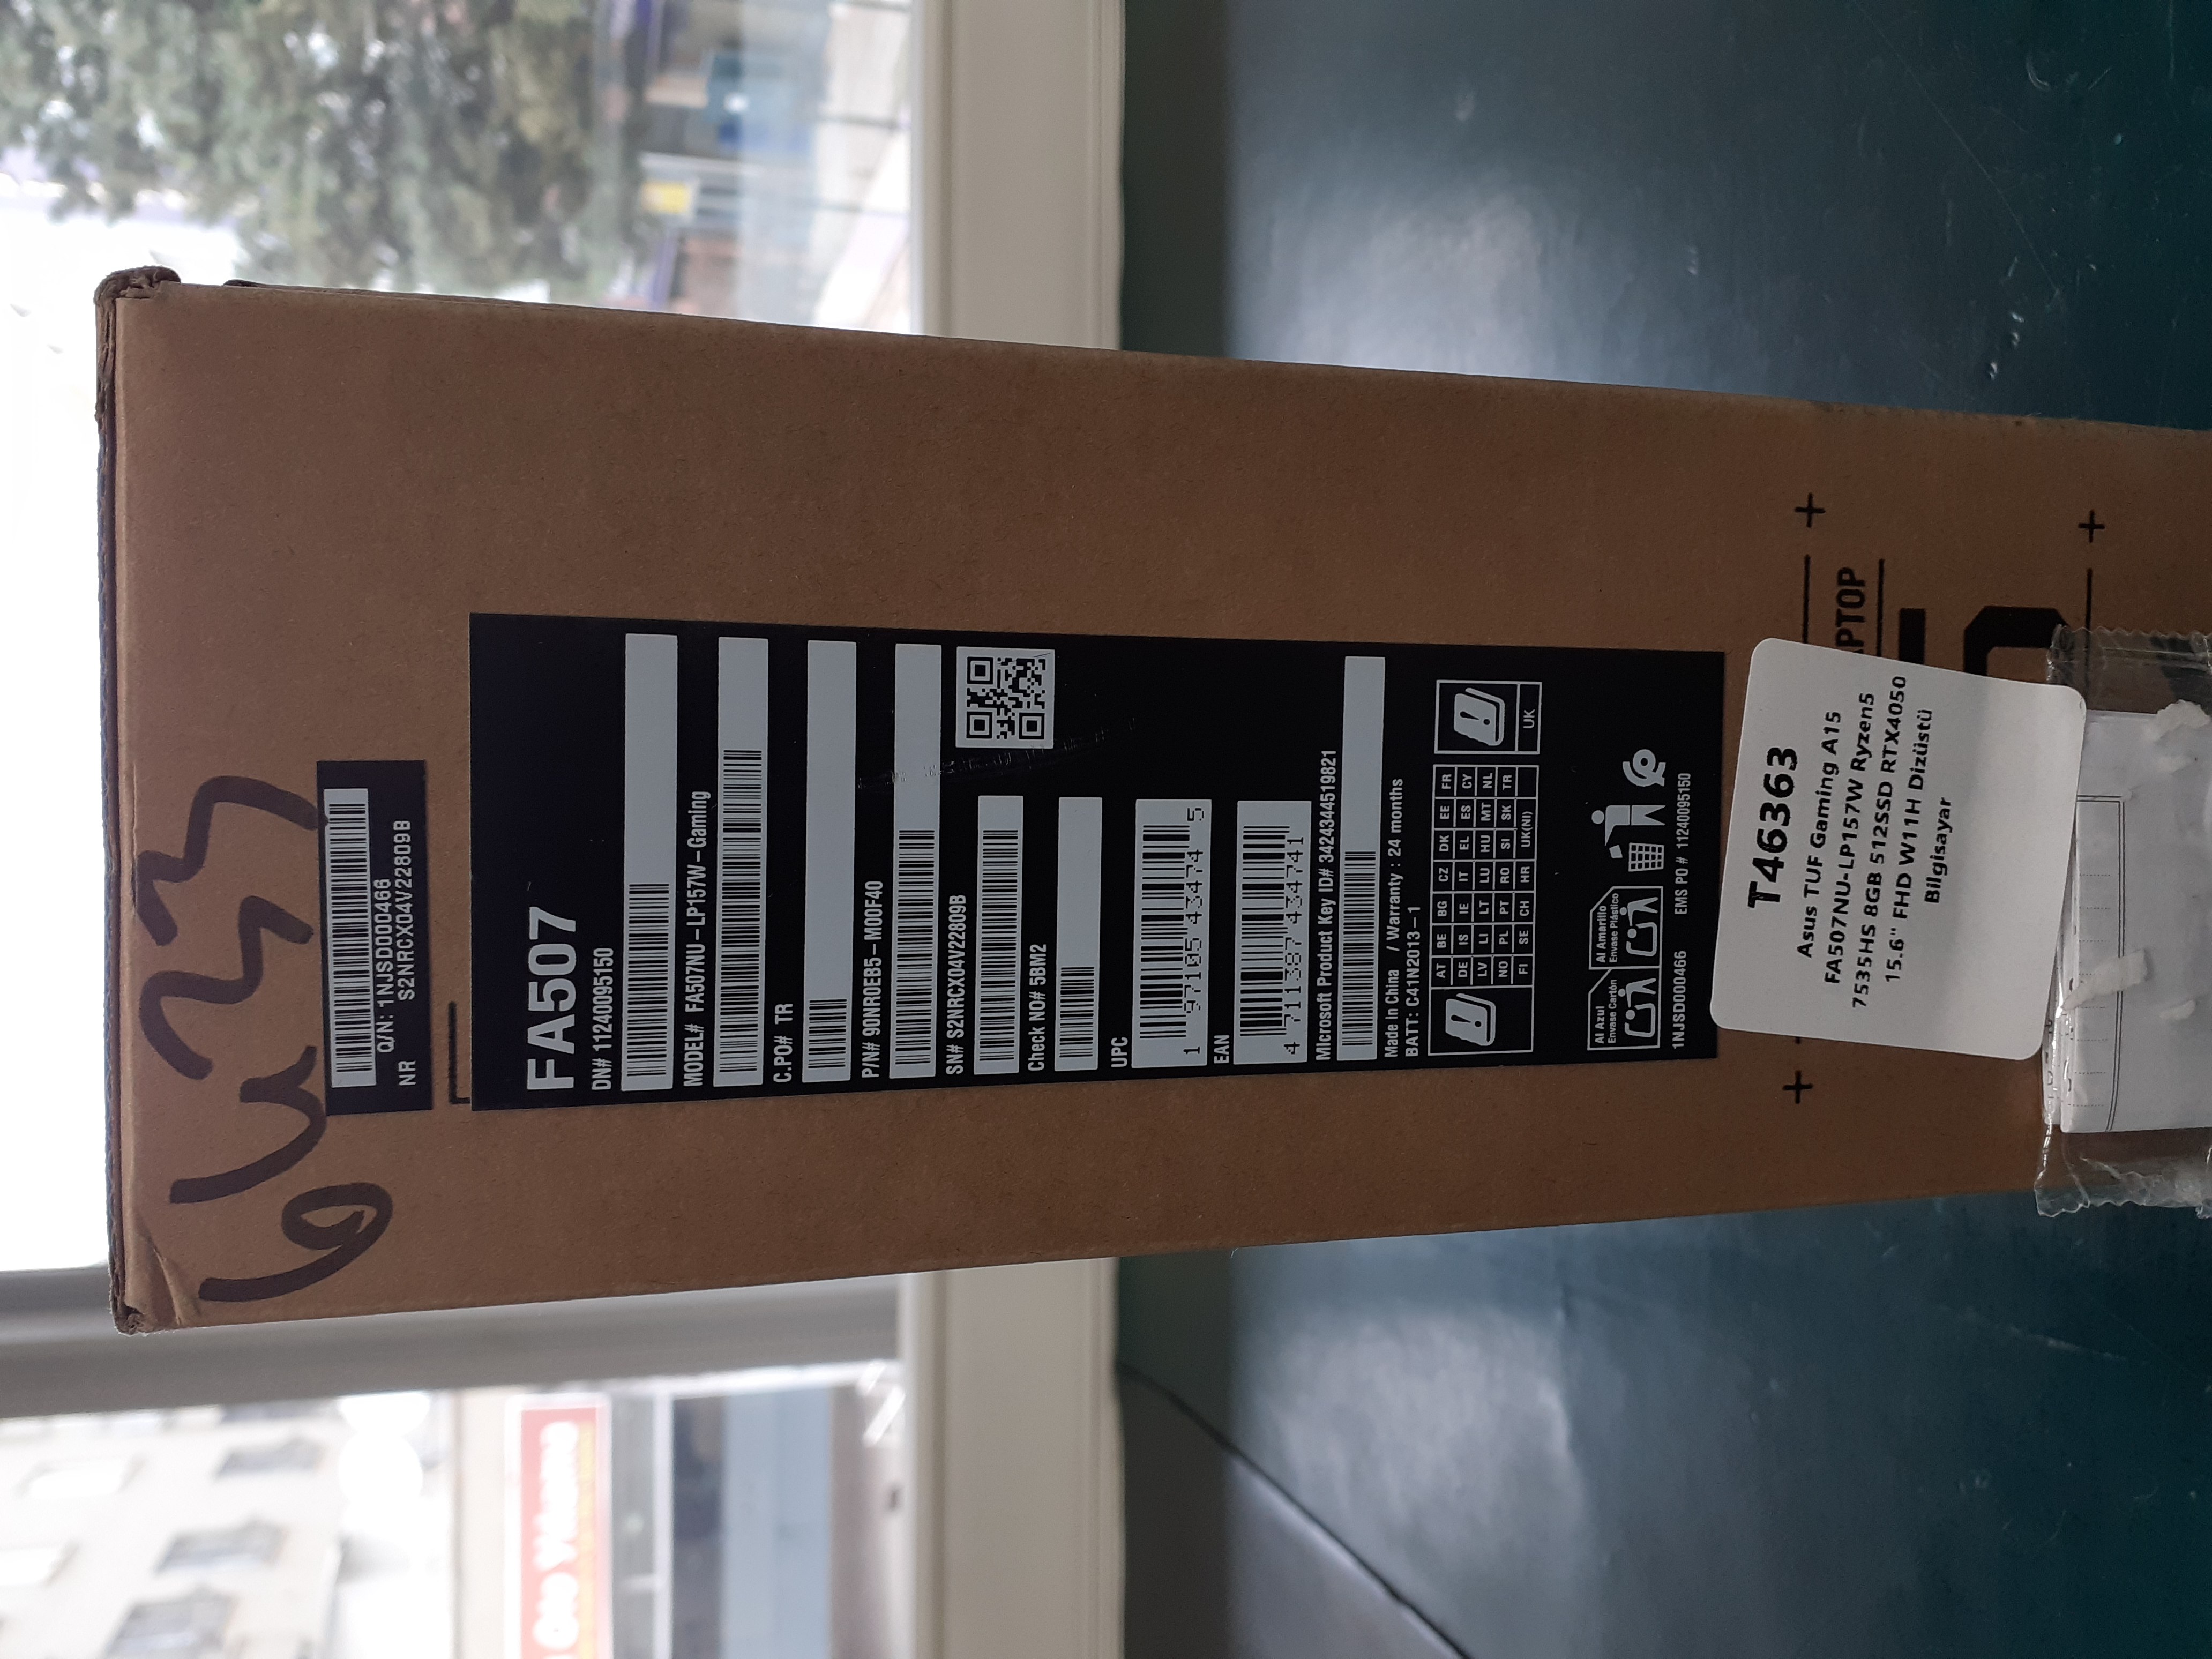 Q/N: 1NJSD000466
NR S2NRCX04V22809B
FA507
DN# 11240095150
MODEL# FA507NU-LP157W-Gaming
C.PO# TR
P/N# 90NR0EB5-M00F40
SN# S2NRCX04V22809B
Check NO# 5BM2
UPC
1 97105 43474 5
EAN
4 711387 434741
Microsoft Product Key ID# 3424344519821
Made in China / Warranty : 24 months
BATT: C41N2013-1
AT BE BG CZ DK EE FR
DE IS IE IT EL ES CY
LV LI LT LU HU MT NL
NO PL PT RO SI SK TR
FI SE CH HR UK(NI)
UK
Al Azul
Envase Cartón
Al Amarillo
Envase Plástico
1NJSD000466 EMS PO # 11240095150
T46363
Asus TUF Gaming A15
FA507NU-LP157W Ryzen5
7535HS 8GB 512SSD RTX4050
15.6" FHD W11H Dizüstü
Bilgisayar